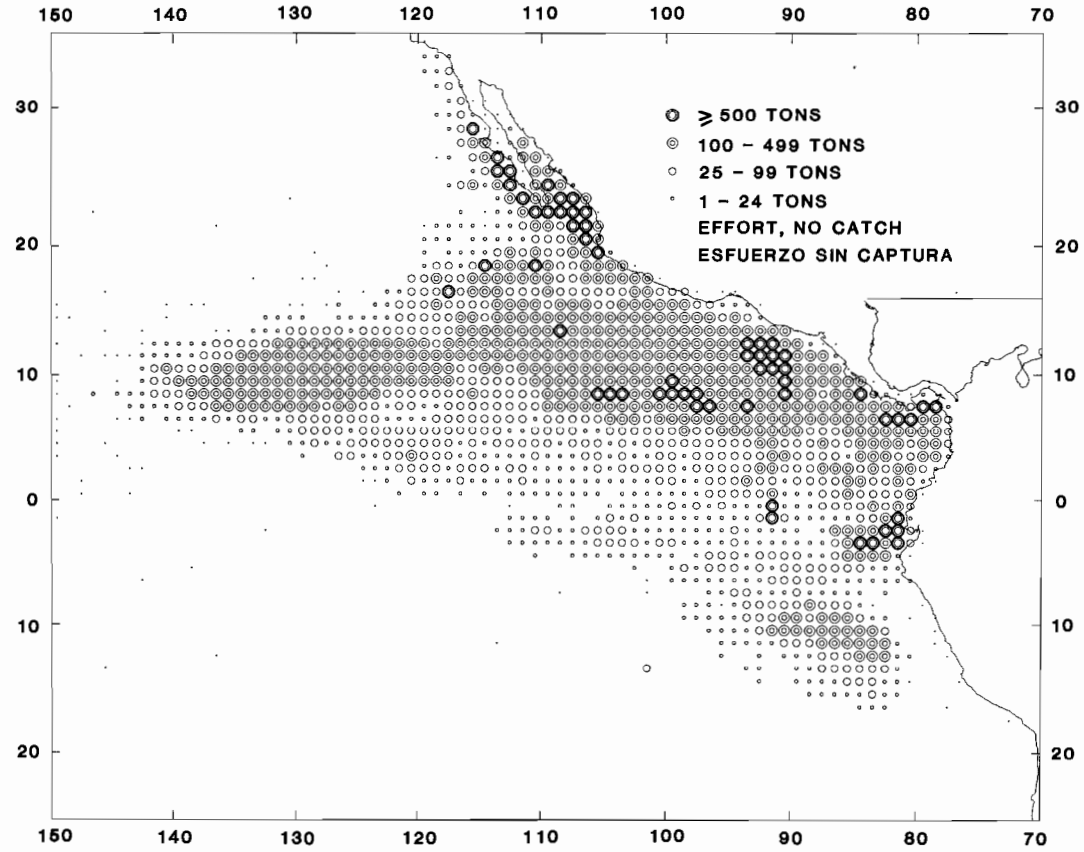 150 140 130 120 110 100 90 80 70
30 30
⩾ 500 TONS
100 – 499 TONS
25 – 99 TONS
1 – 24 TONS
EFFORT, NO CATCH
20 20
ESFUERZO SIN CAPTURA
10 10
0 0
10 10
20 20
150 140 130 120 110 100 90 80 70